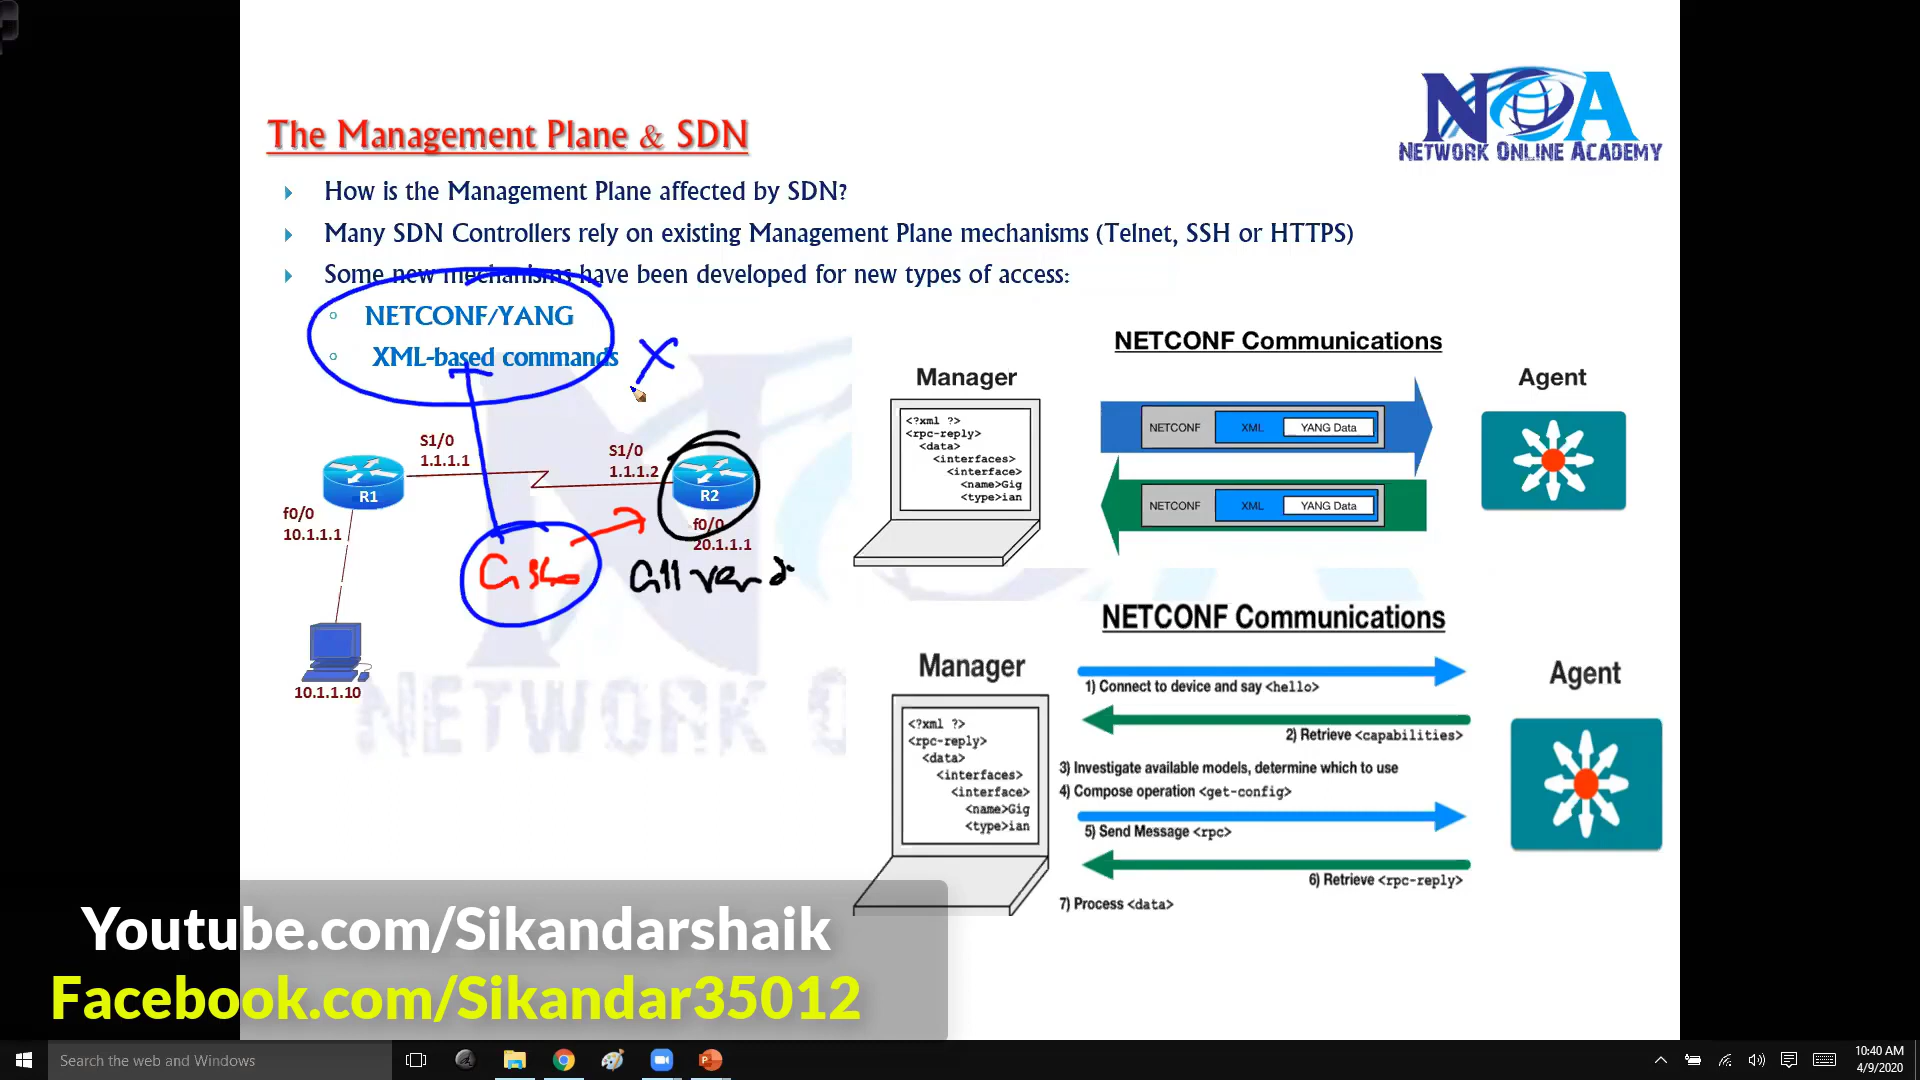 NOA
NETWORK ONLINE ACADEMY
The Management Plane & SDN
How is the Management Plane affected by SDN?
Many SDN Controllers rely on existing Management Plane mechanisms (Telnet, SSH or HTTPS)
Some new mechanisms have been developed for new types of access:
NETCONF/YANG
XML-based commands
X
S1/0
1.1.1.1
S1/0
1.1.1.2
R1
R2
f0/0
10.1.1.1
f0/0
20.1.1.1
All
10.1.1.10
NETWORK O
NETCONF Communications
Manager
Agent
<?xml ?>
<rpc-reply>
<data>
<interfaces>
<interface>
<name>Gig
<type>ian
NETCONF XML YANG Data
NETCONF XML YANG Data
NETCONF Communications
Manager
Agent
<?xml ?>
<rpc-reply>
<data>
<interfaces>
<interface>
<name>Gig
<type>ian
1) Connect to device and say <hello>
2) Retrieve <capabilities>
3) Investigate available models, determine which to use
4) Compose operation <get-config>
5) Send Message <rpc>
6) Retrieve <rpc-reply>
7) Process <data>
Youtube.com/Sikandarshaik
Facebook.com/Sikandar35012
Search the web and Windows
10:40 AM
4/9/2020